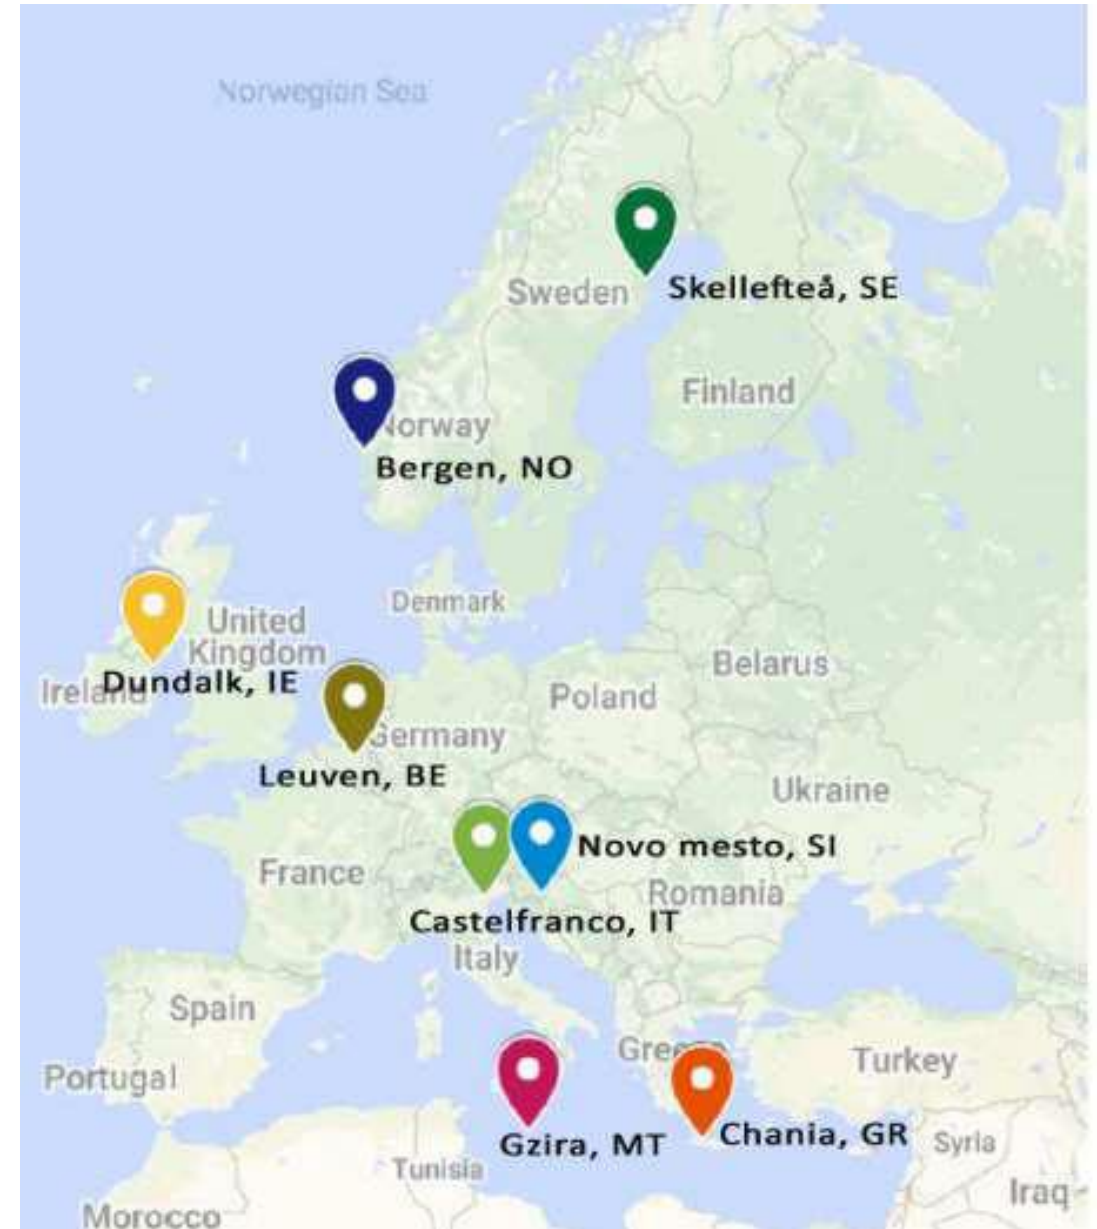 Norwegian Sea
Skellefteå, SE
Sweden
Finland
Norway
Bergen, NO
Denmark
United
Kingdom
Belarus
Dundalk, IE
Ireland
Poland
Germany
Leuven, BE
Ukraine
Novo mesto, SI
France
Romania
Castelfranco, IT
Italy
Spain
Greece
Turkey
Portugal
Chania, GR
Gzira, MT
Syria
Tunisia
Iraq
Morocco